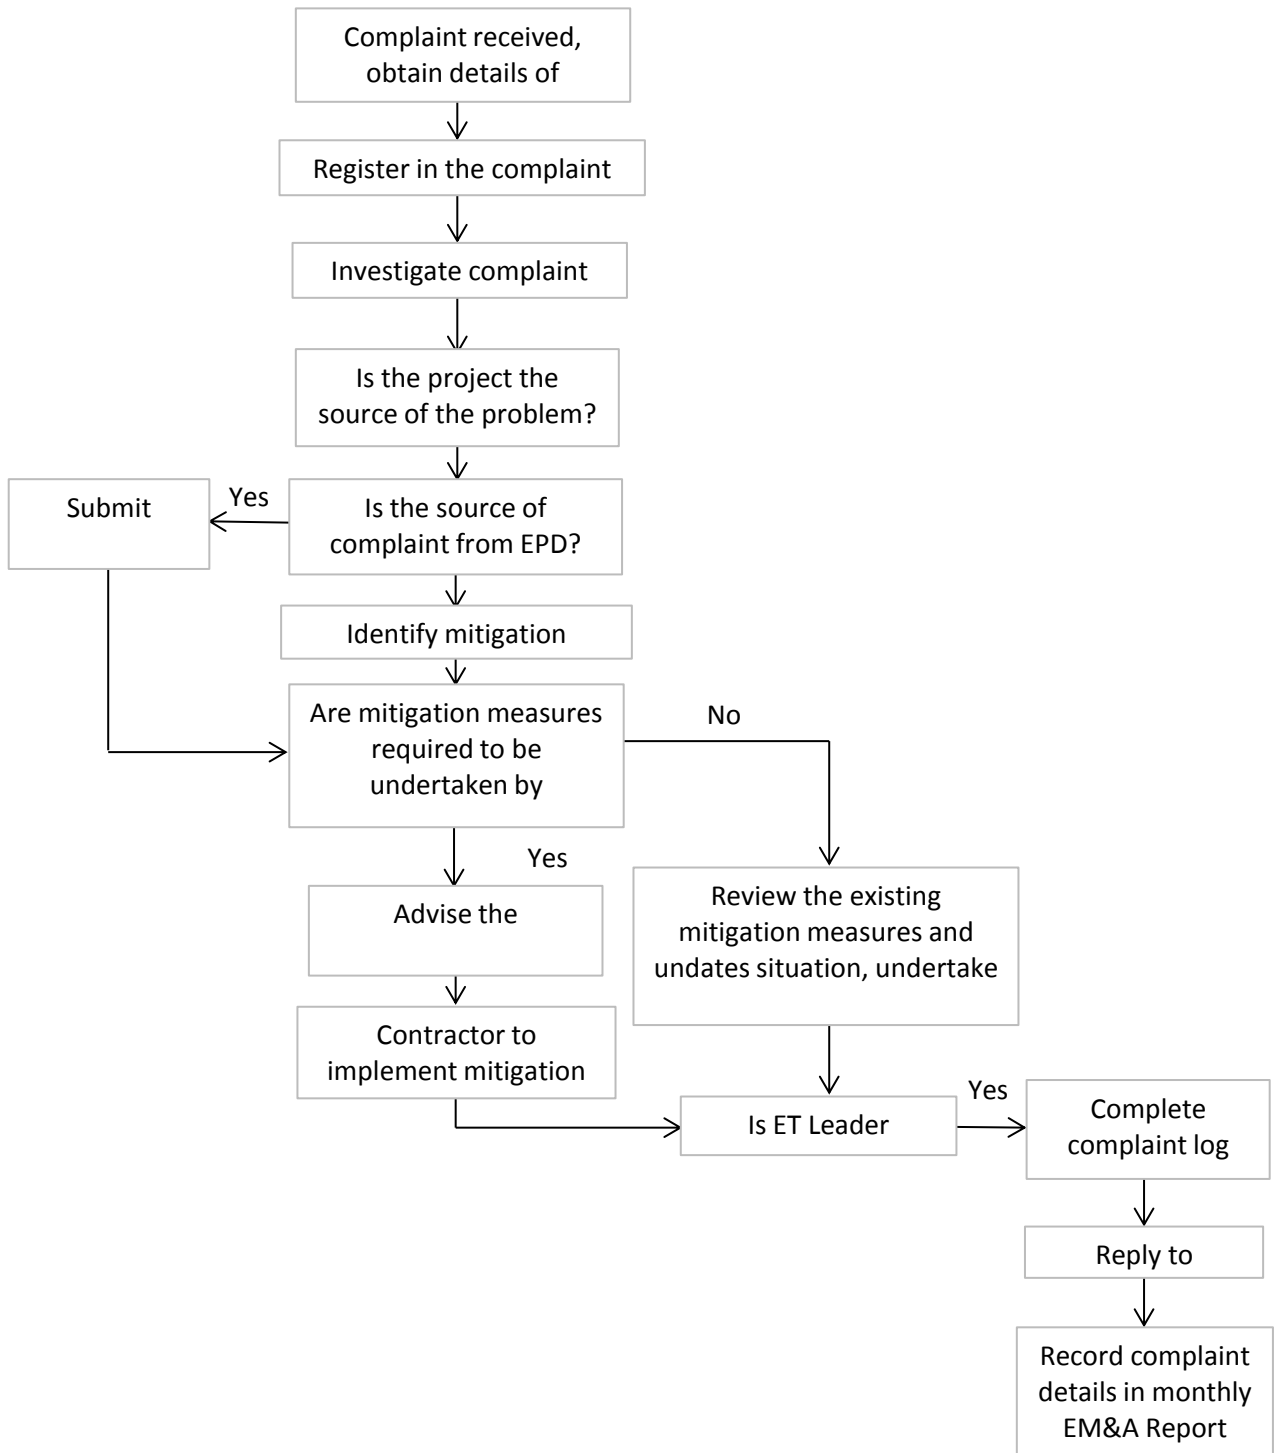 Complaint received,
obtain details of
Register in the complaint
Investigate complaint
Is the project the
source of the problem?
Submit
Yes
Is the source of
complaint from EPD?
Identify mitigation
Are mitigation measures
required to be
undertaken by
No
Yes
Advise the
Review the existing
mitigation measures and
undates situation, undertake
Contractor to
implement mitigation
Is ET Leader
Yes
Complete
complaint log
Reply to
Record complaint
details in monthly
EM&A Report